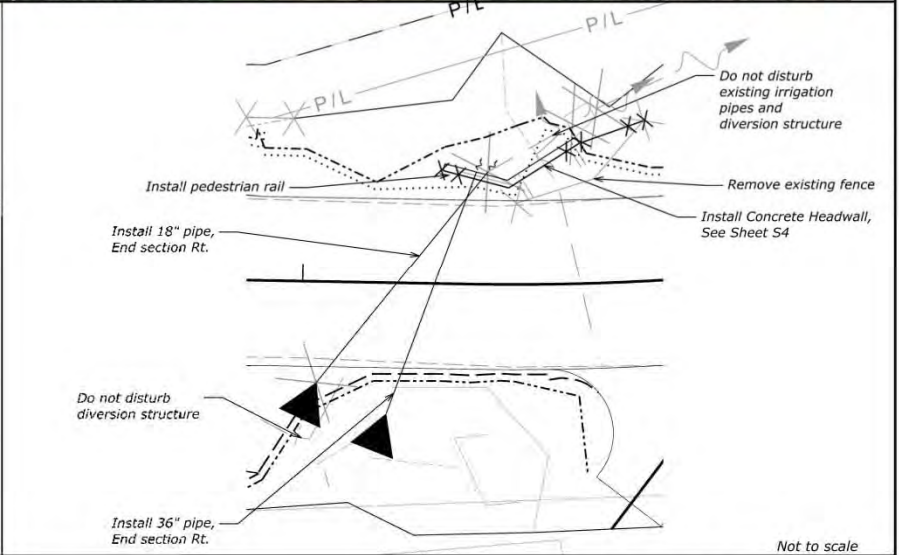 P/L
P/L
P/L
Do not disturb
existing irrigation
pipes and
diversion structure
Install pedestrian rail
Remove existing fence
Install 18" pipe,
End section Rt.
Install Concrete Headwall,
See Sheet S4
Do not disturb
diversion structure
Install 36" pipe,
End section Rt.
Not to scale